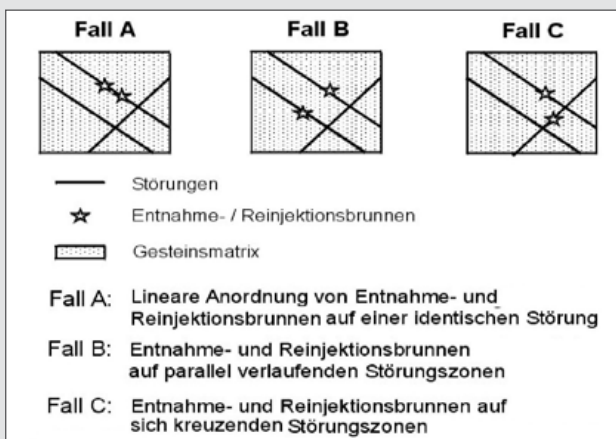 Fall A
Fall B
Fall C
Störungen
Entnahme- / Reinjektionsbrunnen
Gesteinsmatrix
Fall A: Lineare Anordnung von Entnahme- und
Reinjektionsbrunnen auf einer identischen Störung
Fall B: Entnahme- und Reinjektionsbrunnen
auf parallel verlaufenden Störungszonen
Fall C: Entnahme- und Reinjektionsbrunnen auf
sich kreuzenden Störungszonen